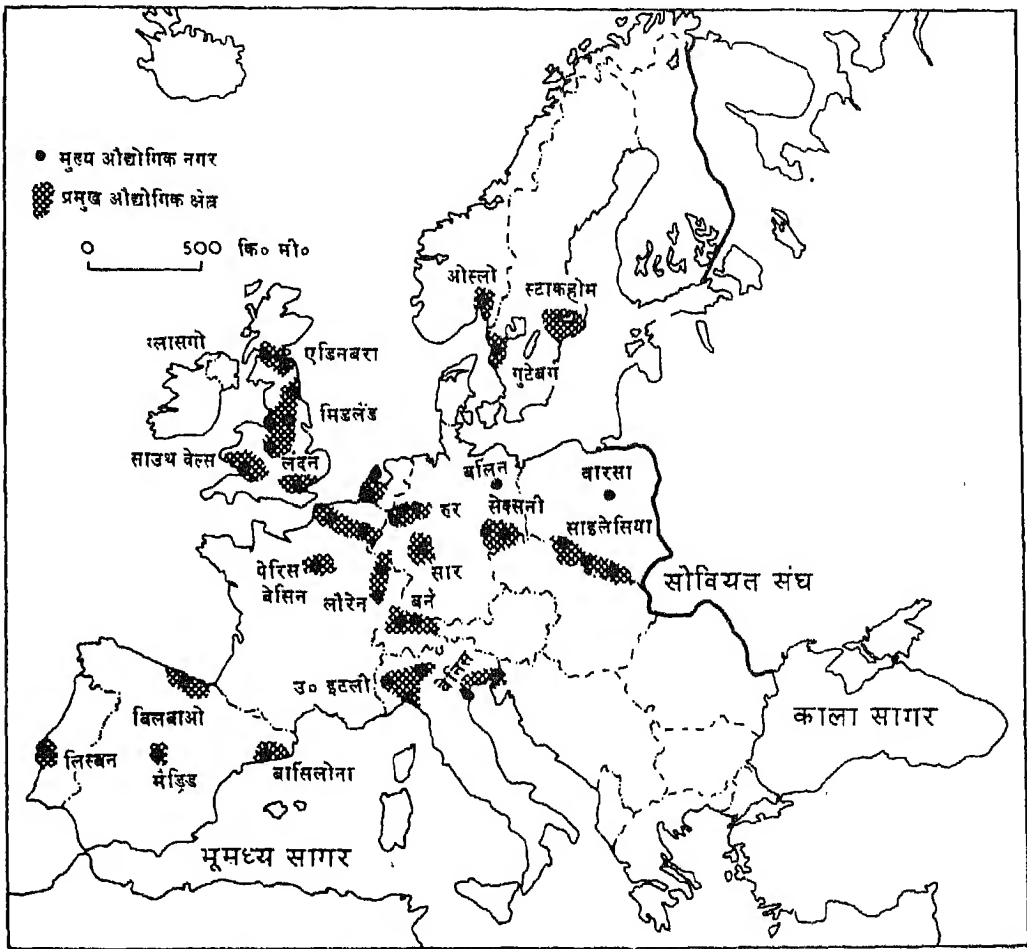 मुख्य औद्योगिक नगर
प्रमुख औद्योगिक क्षेत्र
0 500 कि० मी०
ओस्लो
स्टाकहोम
ग्लासगो
एडिनबरा
गुटेबर्ग
मिडलैंड
साउथ वेल्स
लंदन
बर्लिन
वारसा
रूर
सेक्सनी
साइलेसिया
पेरिस
बेसिन
सार
लौरेन
बर्न
सोवियत संघ
उ० इटली
वेनिस
काला सागर
बिलबाओ
लिस्बन
मैड्रिड
बार्सिलोना
भूमध्य सागर